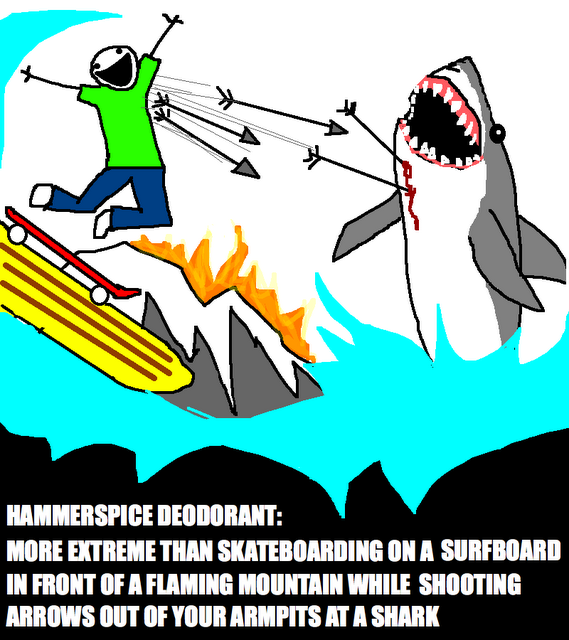 HAMMERSPICE DEODORANT:
MORE EXTREME THAN SKATEBOARDING ON A SURFBOARD
IN FRONT OF A FLAMING MOUNTAIN WHILE SHOOTING
ARROWS OUT OF YOUR ARMPITS AT A SHARK